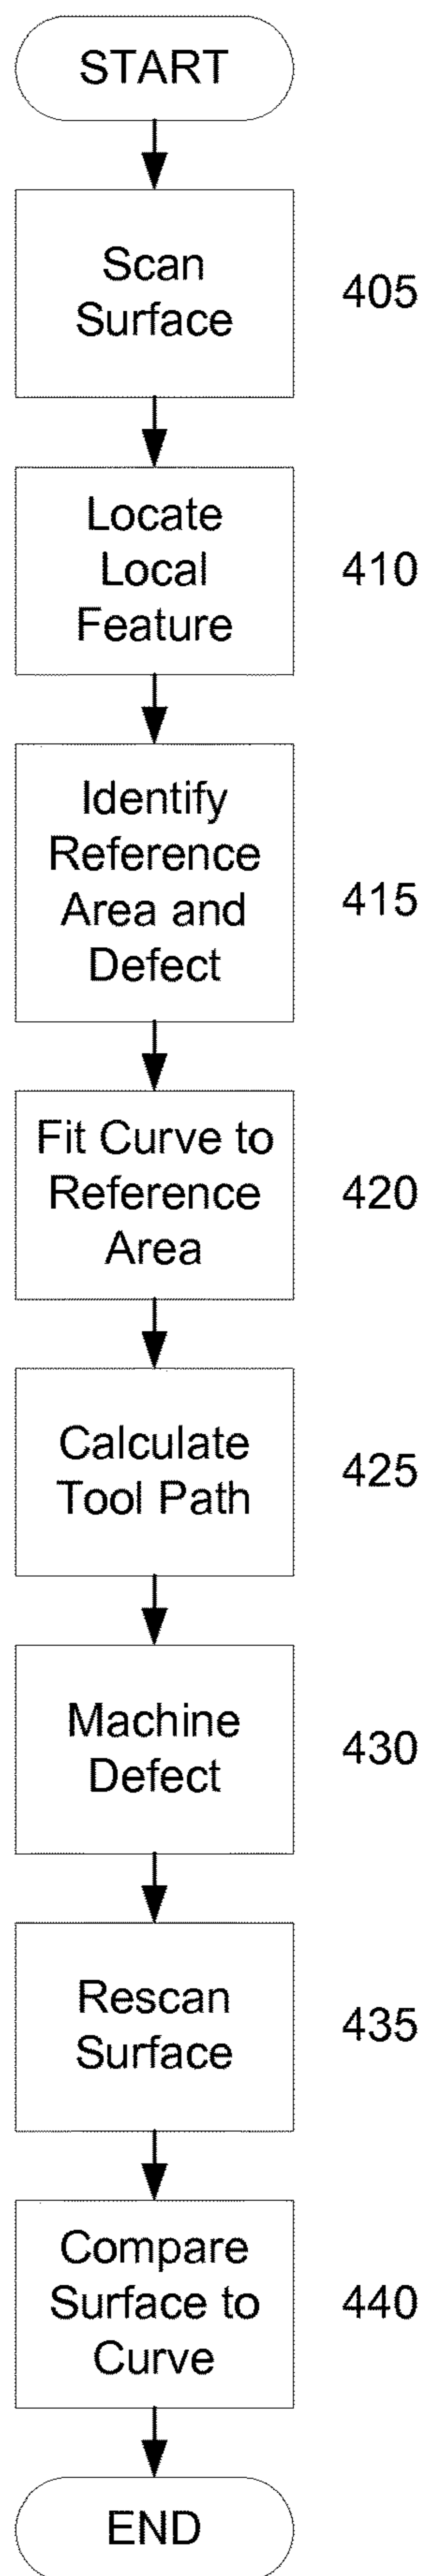 START
Scan
Surface
405
Locate
Local
Feature
410
Identify
Reference
Area and
Defect
415
Fit Curve to
Reference
Area
420
Calculate
Tool Path
425
Machine
Defect
430
Rescan
Surface
435
Compare
Surface to
Curve
440
END